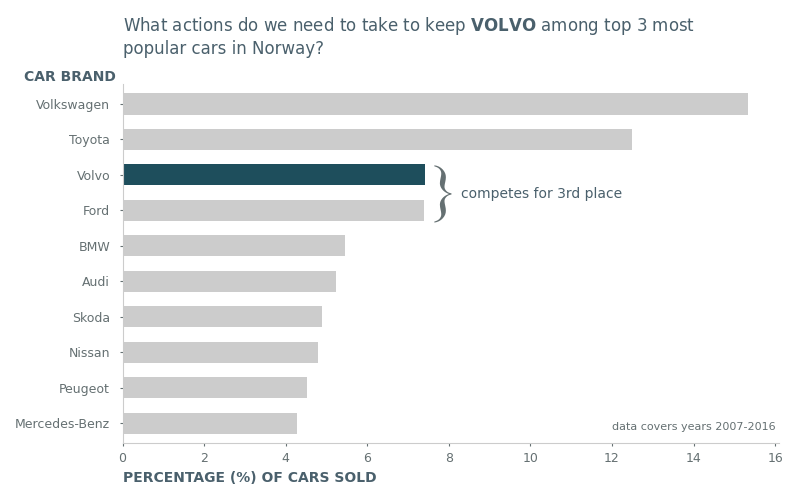 What actions do we need to take to keep VOLVO among top 3 most
popular cars in Norway?
CAR BRAND
Volkswagen
Toyota
Volvo
Ford
competes for 3rd place
BMW
Audi
Skoda
Nissan
Peugeot
Mercedes-Benz
data covers years 2007-2016
0 2 4 6 8 10 12 14 16
PERCENTAGE (%) OF CARS SOLD